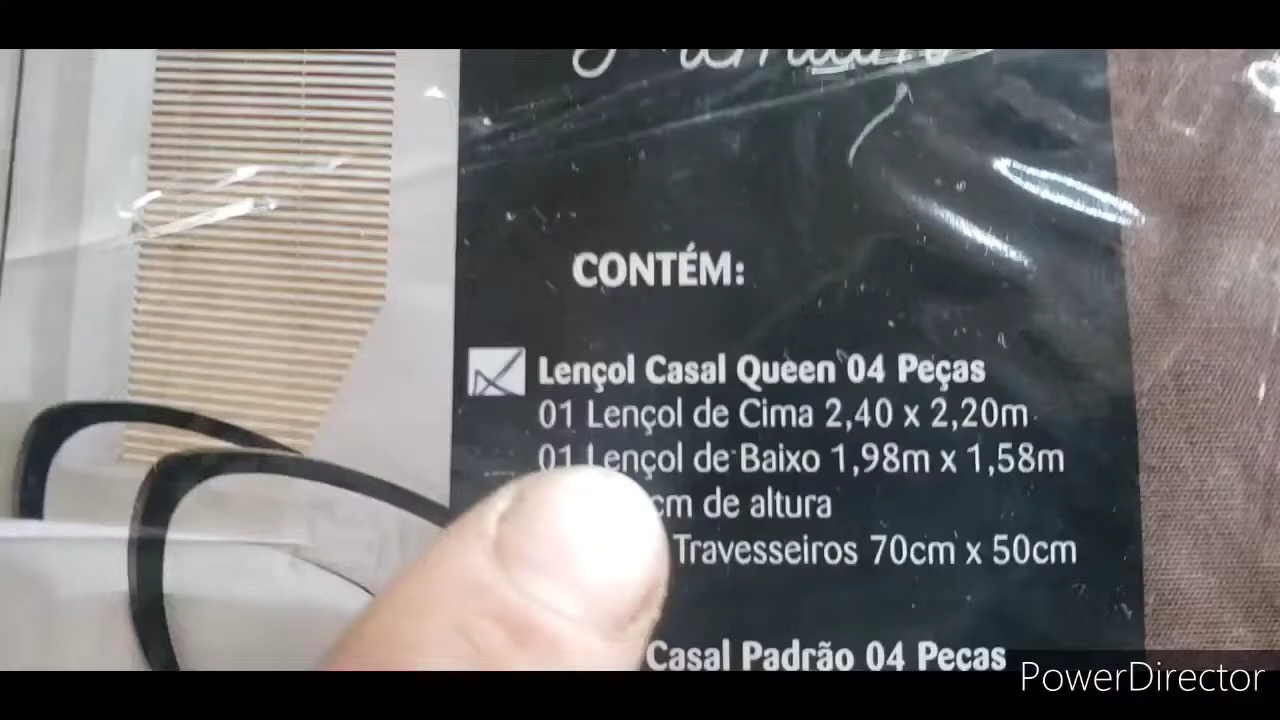 CONTÉM:
Lençol Casal Queen 04 Peças
01 Lençol de Cima 2,40 x 2,20m
01 Lençol de Baixo 1,98m x 1,58m
cm de altura
Travesseiros 70cm x 50cm
Casal Padrão 04 Peças
PowerDirector